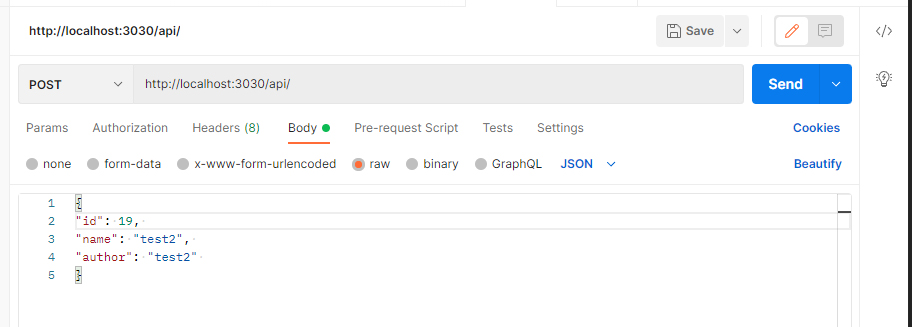 http://localhost:3030/api/ Save
POST http://localhost:3030/api/ Send
Params Authorization Headers (8) Body Pre-request Script Tests Settings Cookies
none form-data x-www-form-urlencoded raw binary GraphQL JSON Beautify
1 {
2 "id": 19,
3 "name": "test2",
4 "author": "test2"
5 }